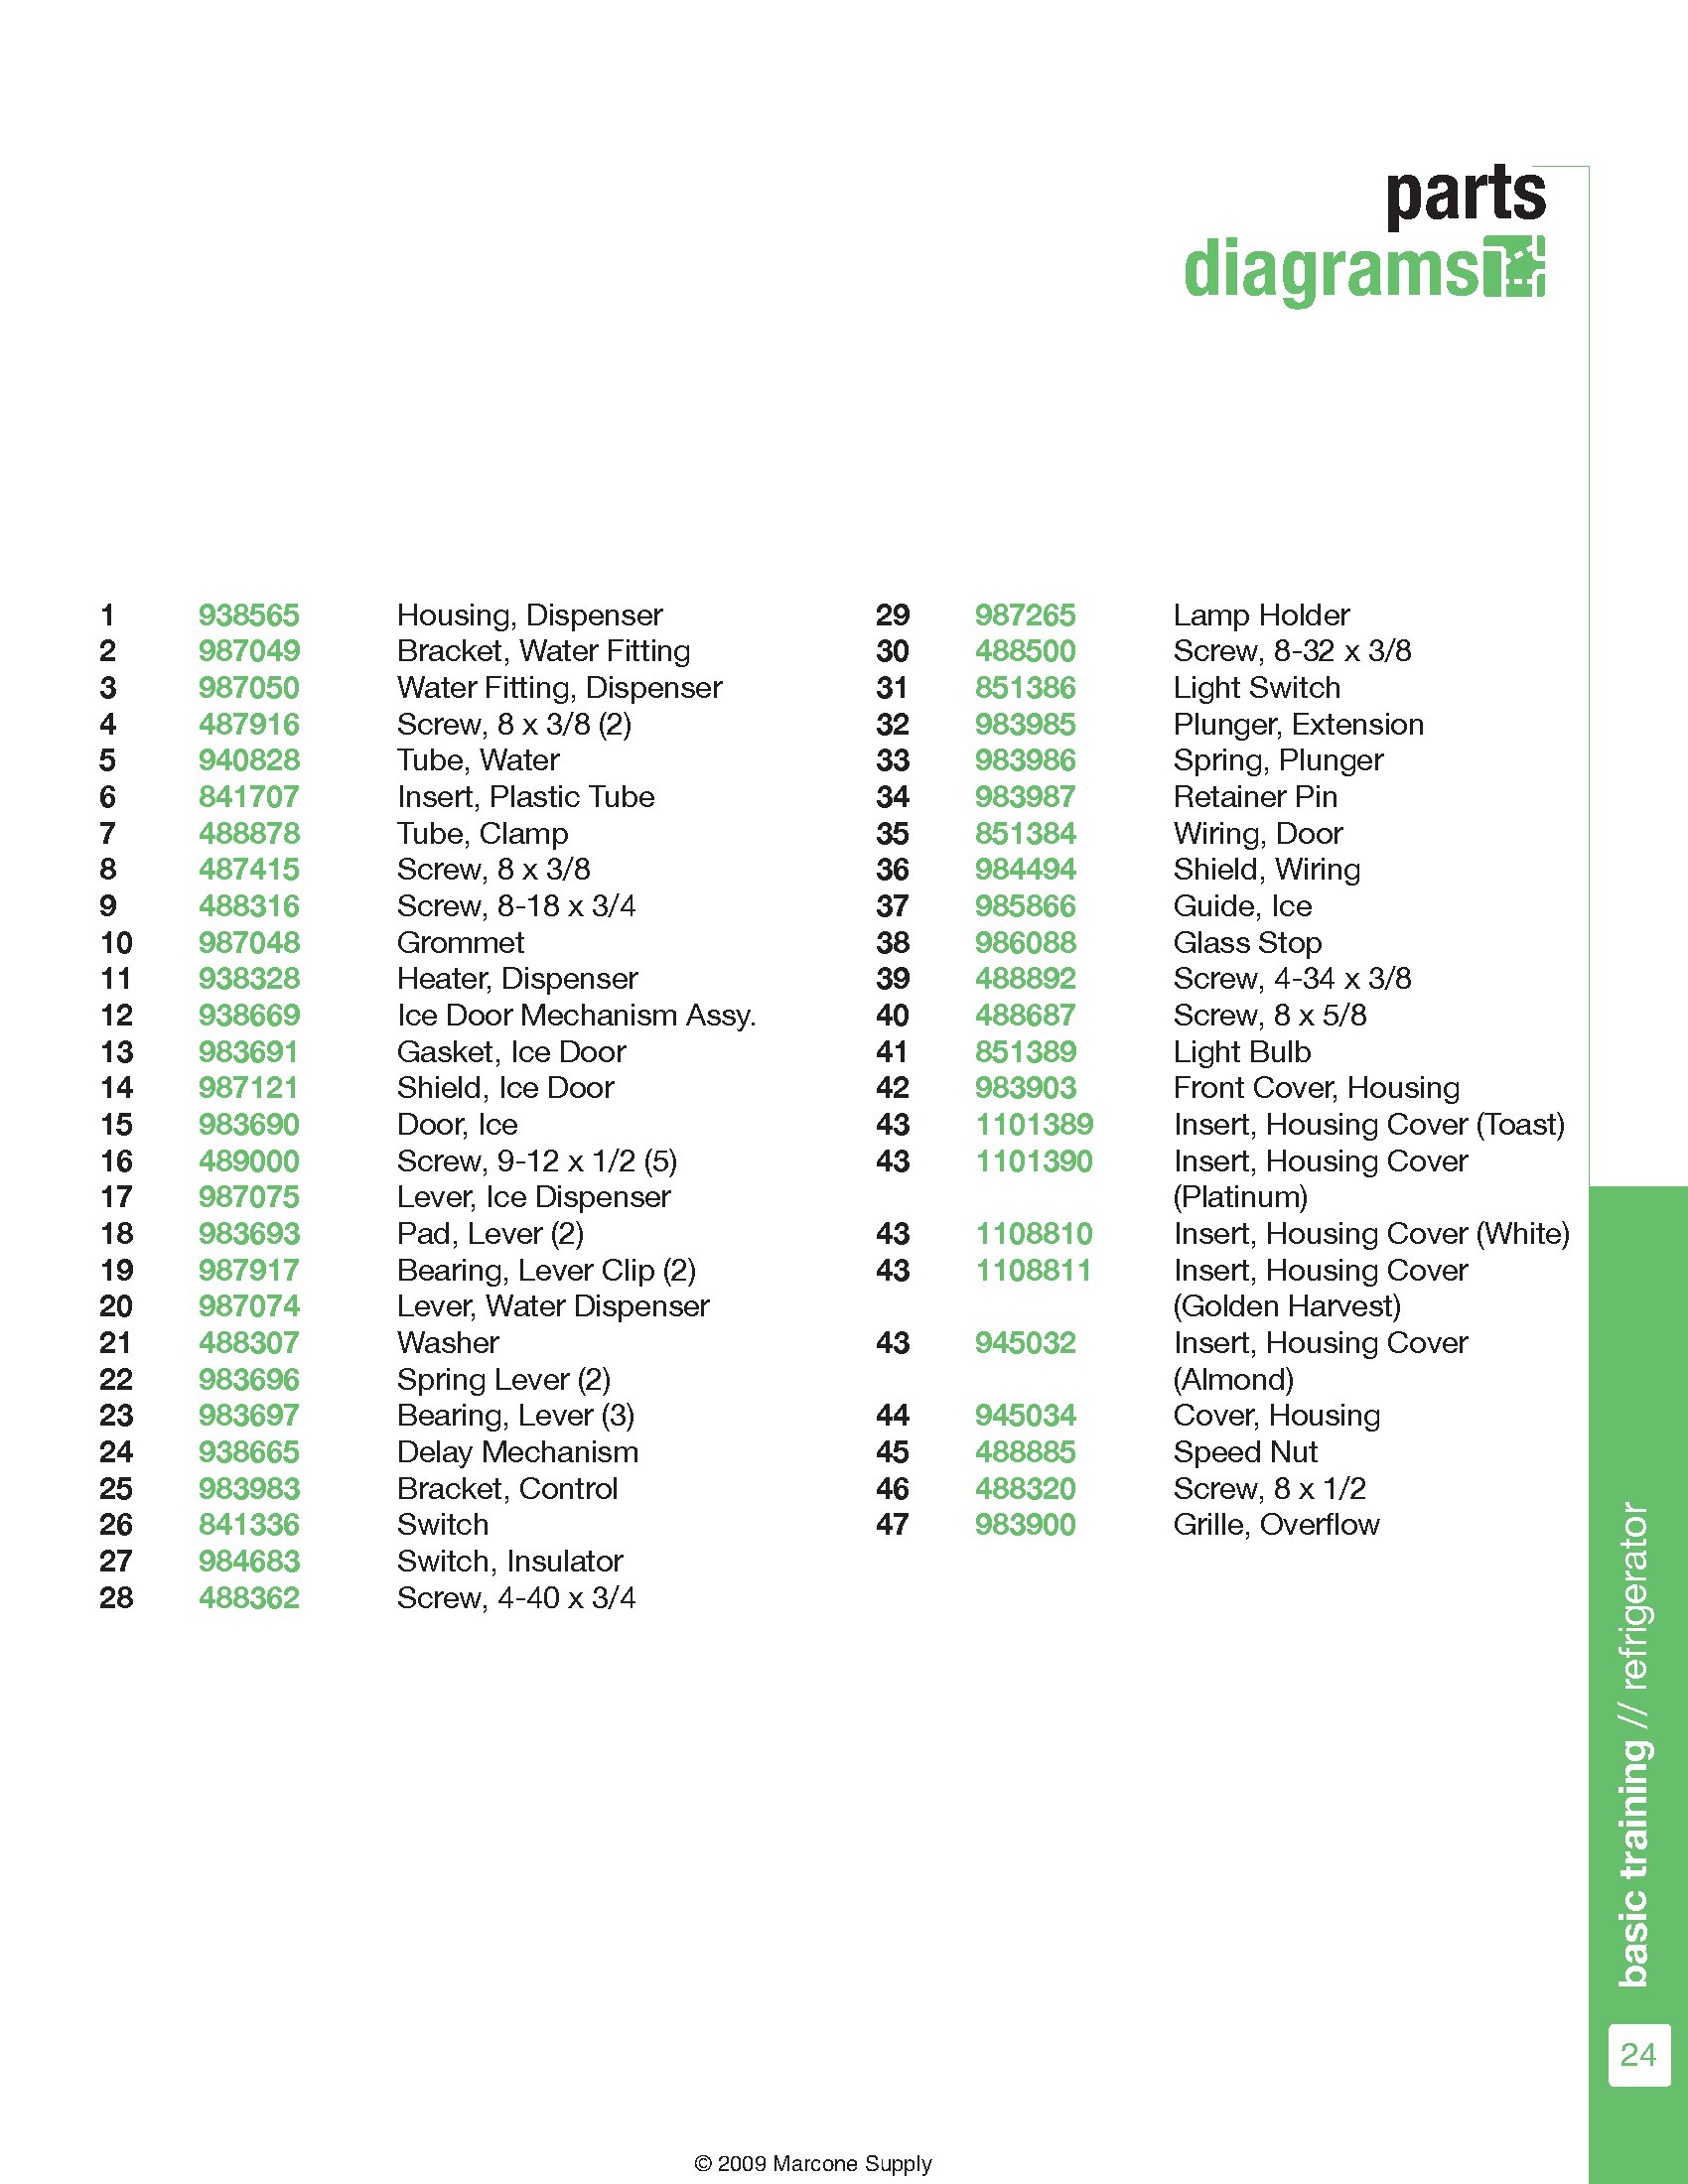 parts
diagrams
1 938565 Housing, Dispenser
2 987049 Bracket, Water Fitting
3 987050 Water Fitting, Dispenser
4 487916 Screw, 8 x 3/8 (2)
5 940828 Tube, Water
6 841707 Insert, Plastic Tube
7 488878 Tube, Clamp
8 487415 Screw, 8 x 3/8
9 488316 Screw, 8-18 x 3/4
10 987048 Grommet
11 938328 Heater, Dispenser
12 938669 Ice Door Mechanism Assy.
13 983691 Gasket, Ice Door
14 987121 Shield, Ice Door
15 983690 Door, Ice
16 489000 Screw, 9-12 x 1/2 (5)
17 987075 Lever, Ice Dispenser
18 983693 Pad, Lever (2)
19 987917 Bearing, Lever Clip (2)
20 987074 Lever, Water Dispenser
21 488307 Washer
22 983696 Spring Lever (2)
23 983697 Bearing, Lever (3)
24 938665 Delay Mechanism
25 983983 Bracket, Control
26 841336 Switch
27 984683 Switch, Insulator
28 488362 Screw, 4-40 x 3/4
29 987265 Lamp Holder
30 488500 Screw, 8-32 x 3/8
31 851386 Light Switch
32 983985 Plunger, Extension
33 983986 Spring, Plunger
34 983987 Retainer Pin
35 851384 Wiring, Door
36 984494 Shield, Wiring
37 985866 Guide, Ice
38 986088 Glass Stop
39 488892 Screw, 4-34 x 3/8
40 488687 Screw, 8 x 5/8
41 851389 Light Bulb
42 983903 Front Cover, Housing
43 1101389 Insert, Housing Cover (Toast)
43 1101390 Insert, Housing Cover
(Platinum)
43 1108810 Insert, Housing Cover (White)
43 1108811 Insert, Housing Cover
(Golden Harvest)
43 945032 Insert, Housing Cover
(Almond)
44 945034 Cover, Housing
45 488885 Speed Nut
46 488320 Screw, 8 x 1/2
47 983900 Grille, Overflow
basic training // refrigerator
24
© 2009 Marcone Supply